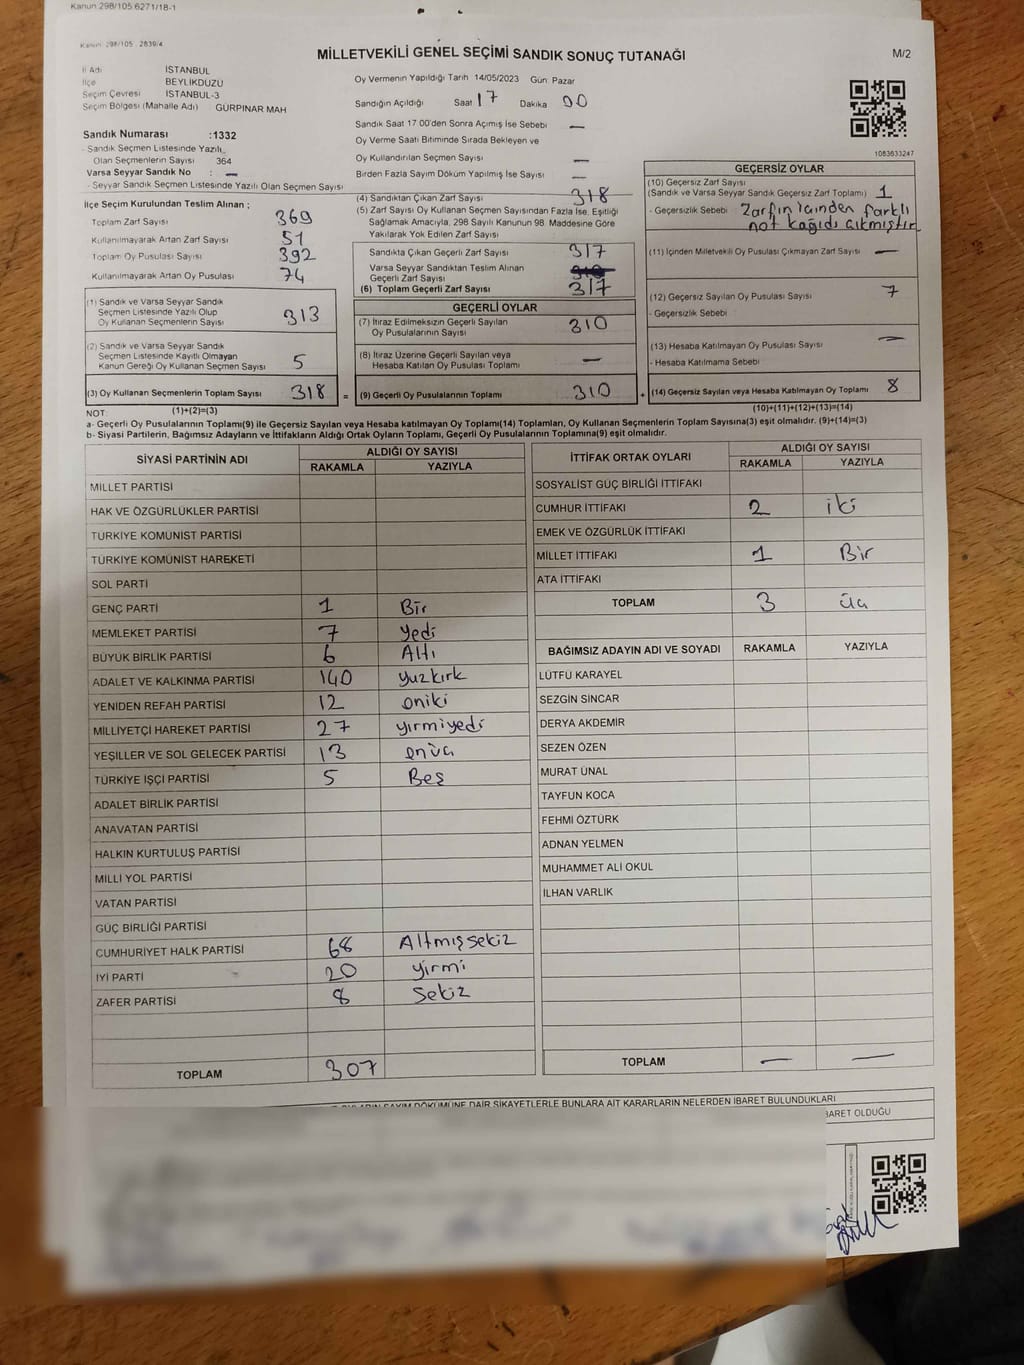 Kanun 298/105 6271/18-1
Kanun 298/105 . 2839/4
MİLLETVEKİLİ GENEL SEÇİMİ SANDIK SONUÇ TUTANAĞI
M/2
İl Adı İSTANBUL
İlçe BEYLİKDÜZÜ
Seçim Çevresi İSTANBUL-3
Seçim Bölgesi (Mahalle Adı) GÜRPINAR MAH
Sandık Numarası :1332
- Sandık Seçmen Listesinde Yazılı
Olan Seçmenlerin Sayısı 364
Varsa Seyyar Sandık No : —
- Seyyar Sandık Seçmen Listesinde Yazılı Olan Seçmen Sayısı
İlçe Seçim Kurulundan Teslim Alınan ;
Toplam Zarf Sayısı 369
Kullanılmayarak Artan Zarf Sayısı 51
Toplam Oy Pusulası Sayısı 392
Kullanılmayarak Artan Oy Pusulası 74
(1) Sandık ve Varsa Seyyar Sandık
Seçmen Listesinde Yazılı Olup
Oy Kullanan Seçmenlerin Sayısı 313
(2) Sandık ve Varsa Seyyar Sandık
Seçmen Listesinde Kayıtlı Olmayan
Kanun Gereği Oy Kullanan Seçmen Sayısı 5
(3) Oy Kullanan Seçmenlerin Toplam Sayısı 318 =
(1)+(2)=(3)
Oy Vermenin Yapıldığı Tarih 14/05/2023 Gün: Pazar
Sandığın Açıldığı Saat 17 Dakika 00
Sandık Saat 17 00'den Sonra Açımış İse Sebebi —
Oy Verme Saati Bitiminde Sırada Bekleyen ve
Oy Kullandırılan Seçmen Sayısı —
Birden Fazla Sayım Döküm Yapılmış İse Sayısı —
(4) Sandıktan Çıkan Zarf Sayısı 318
(5) Zarf Sayısı Oy Kullanan Seçmen Sayısından Fazla İse, Eşitliği
Sağlamak Amacıyla, 298 Sayılı Kanunun 98. Maddesine Göre
Yakılarak Yok Edilen Zarf Sayısı
Sandıkta Çıkan Geçerli Zarf Sayısı 317
Varsa Seyyar Sandıktan Teslim Alınan
Geçerli Zarf Sayısı
(6) Toplam Geçerli Zarf Sayısı 317
GEÇERLİ OYLAR
(7) İtiraz Edilmeksizin Geçerli Sayılan
Oy Pusulalarının Sayısı 310
(8) İtiraz Üzerine Geçerli Sayılan veya
Hesaba Katılan Oy Pusulası Toplamı —
(9) Geçerli Oy Pusulalarının Toplamı 310 +
1083633247
GEÇERSİZ OYLAR
(10) Geçersiz Zarf Sayısı
(Sandık ve Varsa Seyyar Sandık Geçersiz Zarf Toplamı) 1
- Geçersizlik Sebebi Zarfın içinden farklı
not kağıdı çıkmıştır
(11) İçinden Milletvekili Oy Pusulası Çıkmayan Zarf Sayısı —
(12) Geçersiz Sayılan Oy Pusulası Sayısı 7
- Geçersizlik Sebebi
(13) Hesaba Katılmayan Oy Pusulası Sayısı —
- Hesaba Katılmama Sebebi
(14) Geçersiz Sayılan veya Hesaba Katılmayan Oy Toplamı 8
(10)+(11)+(12)+(13)=(14)
NOT:
a- Geçerli Oy Pusulalarının Toplamı(9) ile Geçersiz Sayılan veya Hesaba katılmayan Oy Toplamı(14) Toplamları, Oy Kullanan Seçmenlerin Toplam Sayısına(3) eşit olmalıdır. (9)+(14)=(3)
b- Siyasi Partilerin, Bağımsız Adayların ve İttifakların Aldığı Ortak Oyların Toplamı, Geçerli Oy Pusulalarının Toplamına(9) eşit olmalıdır.
SİYASİ PARTİNİN ADI ALDIĞI OY SAYISI
RAKAMLA YAZIYLA
MİLLET PARTİSİ
HAK VE ÖZGÜRLÜKLER PARTİSİ
TÜRKİYE KOMÜNİST PARTİSİ
TÜRKİYE KOMÜNİST HAREKETİ
SOL PARTİ
GENÇ PARTİ 1 Bir
MEMLEKET PARTİSİ 7 yedi
BÜYÜK BİRLİK PARTİSİ 6 Altı
ADALET VE KALKINMA PARTİSİ 140 yuzkırk
YENİDEN REFAH PARTİSİ 12 oniki
MİLLİYETÇİ HAREKET PARTİSİ 27 yırmiyedi
YEŞİLLER VE SOL GELECEK PARTİSİ 13 onüç
TÜRKİYE İŞÇİ PARTİSİ 5 Beş
ADALET BİRLİK PARTİSİ
ANAVATAN PARTİSİ
HALKIN KURTULUŞ PARTİSİ
MİLLİ YOL PARTİSİ
VATAN PARTİSİ
GÜÇ BİRLİĞİ PARTİSİ
CUMHURİYET HALK PARTİSİ 68 Altmışsekiz
İYİ PARTİ 20 yirmi
ZAFER PARTİSİ 8 sekiz
TOPLAM 307
İTTİFAK ORTAK OYLARI ALDIĞI OY SAYISI
RAKAMLA YAZIYLA
SOSYALİST GÜÇ BİRLİĞİ İTTİFAKI
CUMHUR İTTİFAKI 2 iki
EMEK VE ÖZGÜRLÜK İTTİFAKI
MİLLET İTTİFAKI 1 Bir
ATA İTTİFAKI
TOPLAM 3 üç
BAĞIMSIZ ADAYIN ADI VE SOYADI RAKAMLA YAZIYLA
LÜTFÜ KARAYEL
SEZGİN SİNCAR
DERYA AKDEMİR
SEZEN ÖZEN
MURAT ÜNAL
TAYFUN KOCA
FEHMİ ÖZTÜRK
ADNAN YELMEN
MUHAMMET ALİ OKUL
İLHAN VARLIK
TOPLAM — —
SAYIM DÖKÜMÜNE DAİR ŞİKAYETLERLE BUNLARA AİT KARARLARIN NELERDEN İBARET BULUNDUKLARI
İBARET OLDUĞU